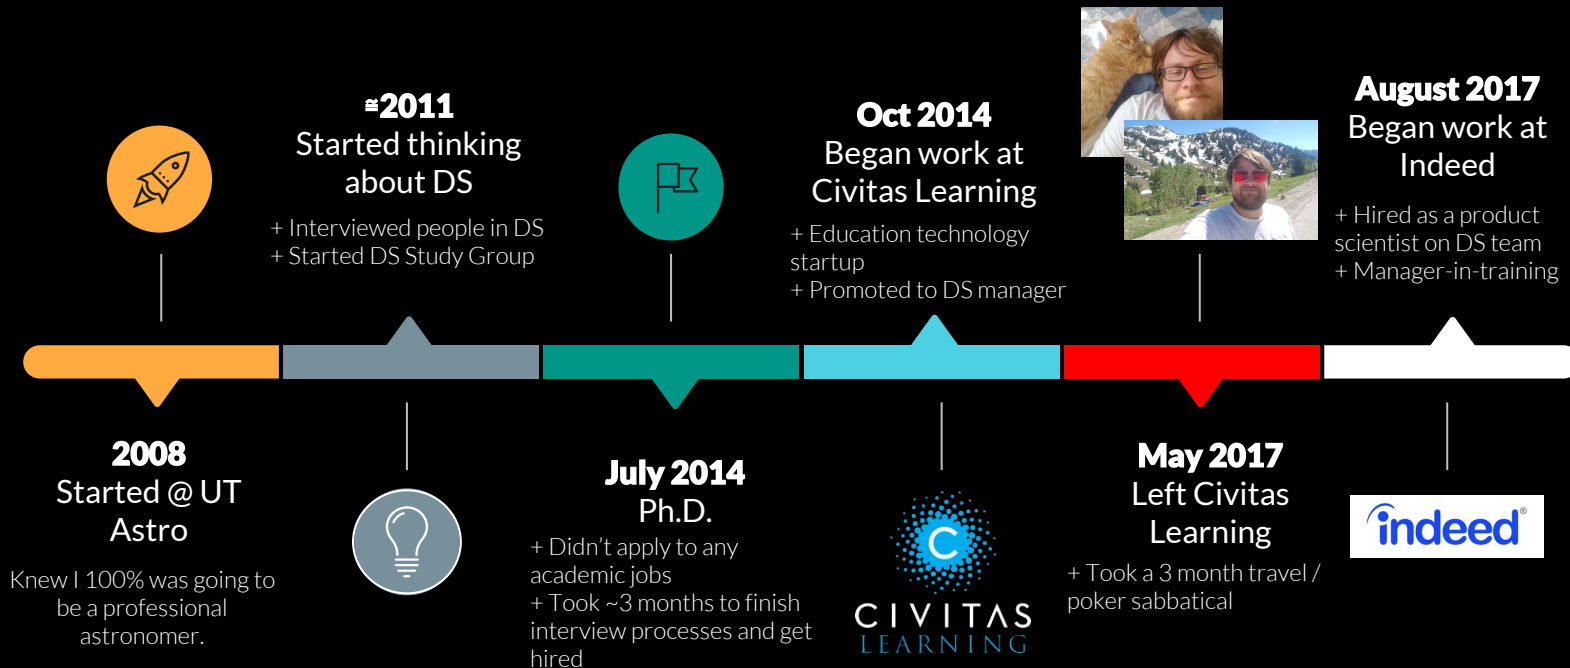 ≅2011
Started thinking
about DS
+ Interviewed people in DS
+ Started DS Study Group
Oct 2014
Began work at
Civitas Learning
+ Education technology
startup
+ Promoted to DS manager
August 2017
Began work at
Indeed
+ Hired as a product
scientist on DS team
+ Manager-in-training
2008
Started @ UT
Astro
Knew I 100% was going to
be a professional
astronomer.
July 2014
Ph.D.
+ Didn’t apply to any
academic jobs
+ Took ~3 months to finish
interview processes and get
hired
C
CIVITAS
LEARNING
May 2017
Left Civitas
Learning
+ Took a 3 month travel /
poker sabbatical
indeed®